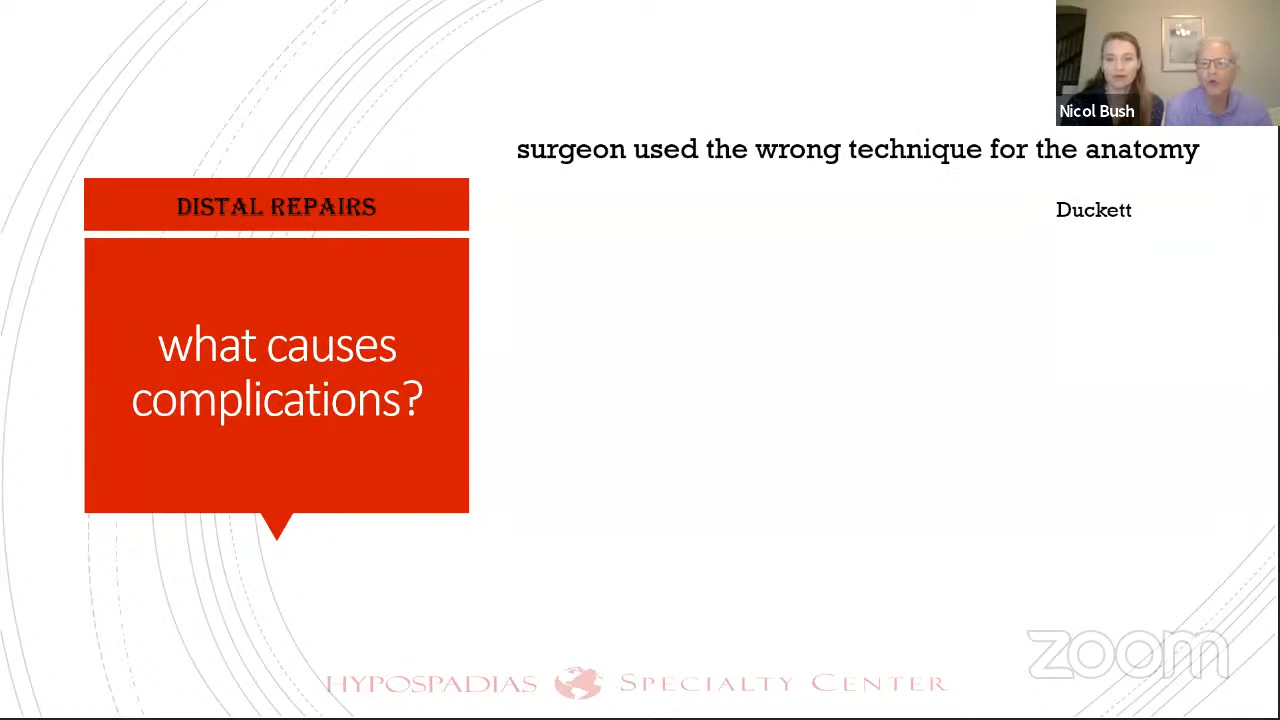 Nicol Bush
surgeon used the wrong technique for the anatomy
Duckett
DISTAL REPAIRS
what causes
complications?
zoom
HYPOSPADIAS SPECIALTY CENTER